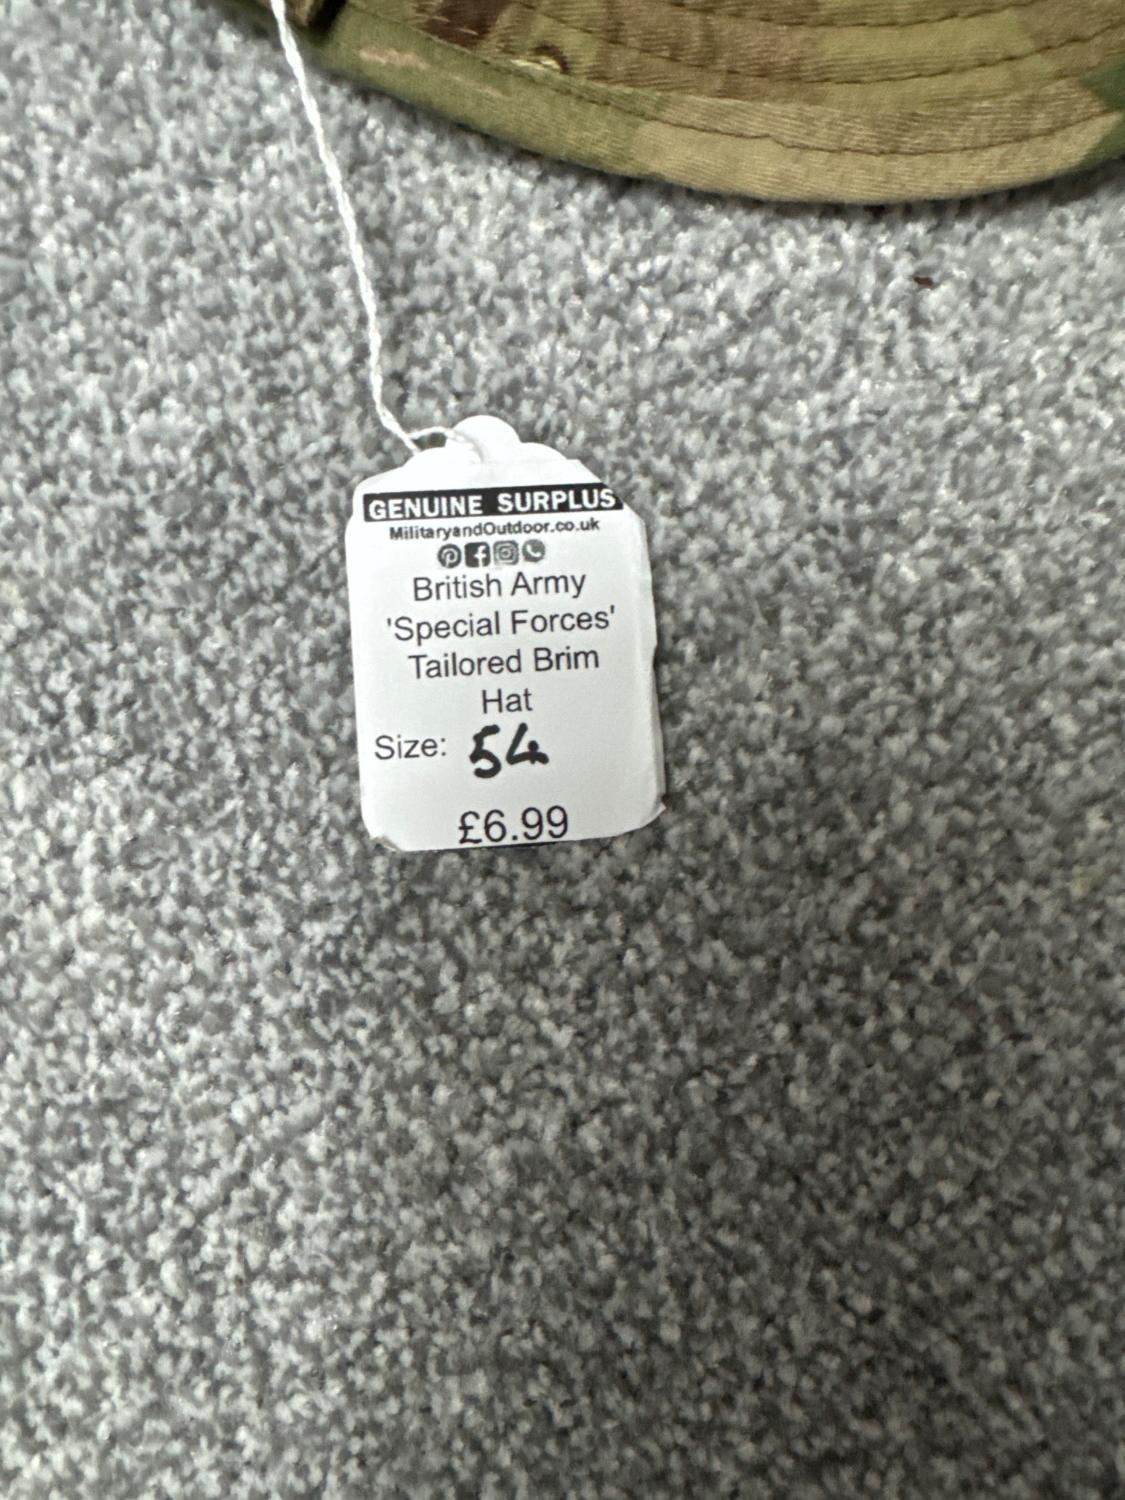 GENUINE SURPLUS
MilitaryandOutdoor.co.uk
British Army
'Special Forces'
Tailored Brim
Hat
Size: 54
£6.99